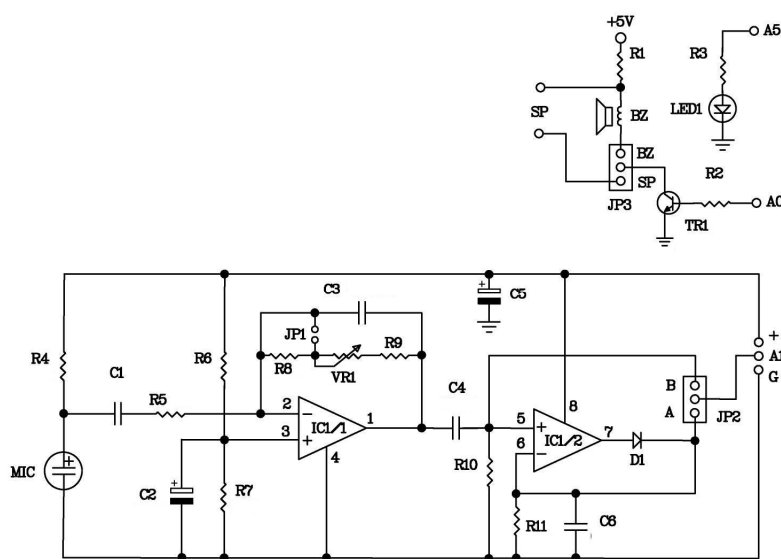 +5V
A5
R1
R3
SP
BZ
LED1
BZ
SP
R2
JP3
TR1
A0
C3
+
C5
JP1
R4
R6
R8
VR1
R9
+
A1
G
C1
R5
C4
B
A
JP2
2
-
1
3
+
IC1/1
4
5
+
8
6
-
IC1/2
7
D1
MIC
+
C2
+
R7
R10
R11
C6